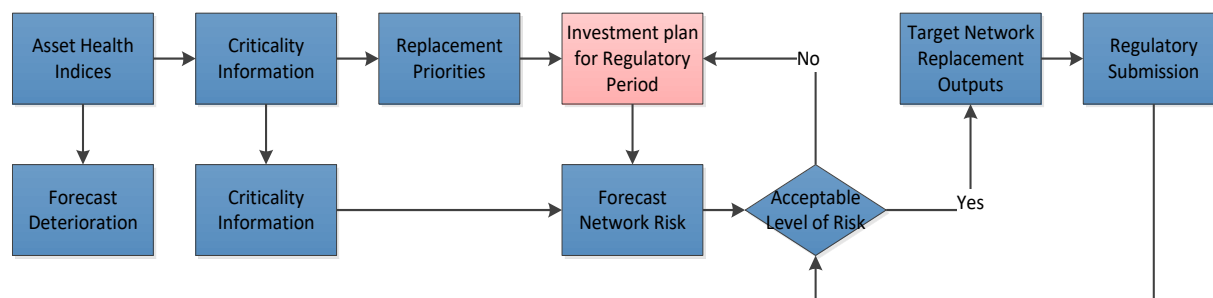 Asset Health
Indices
Criticality
Information
Replacement
Priorities
Investment plan
for Regulatory
Period
No
Target Network
Replacement
Outputs
Regulatory
Submission
Forecast
Deterioration
Criticality
Information
Forecast
Network Risk
Acceptable
Level of Risk
Yes